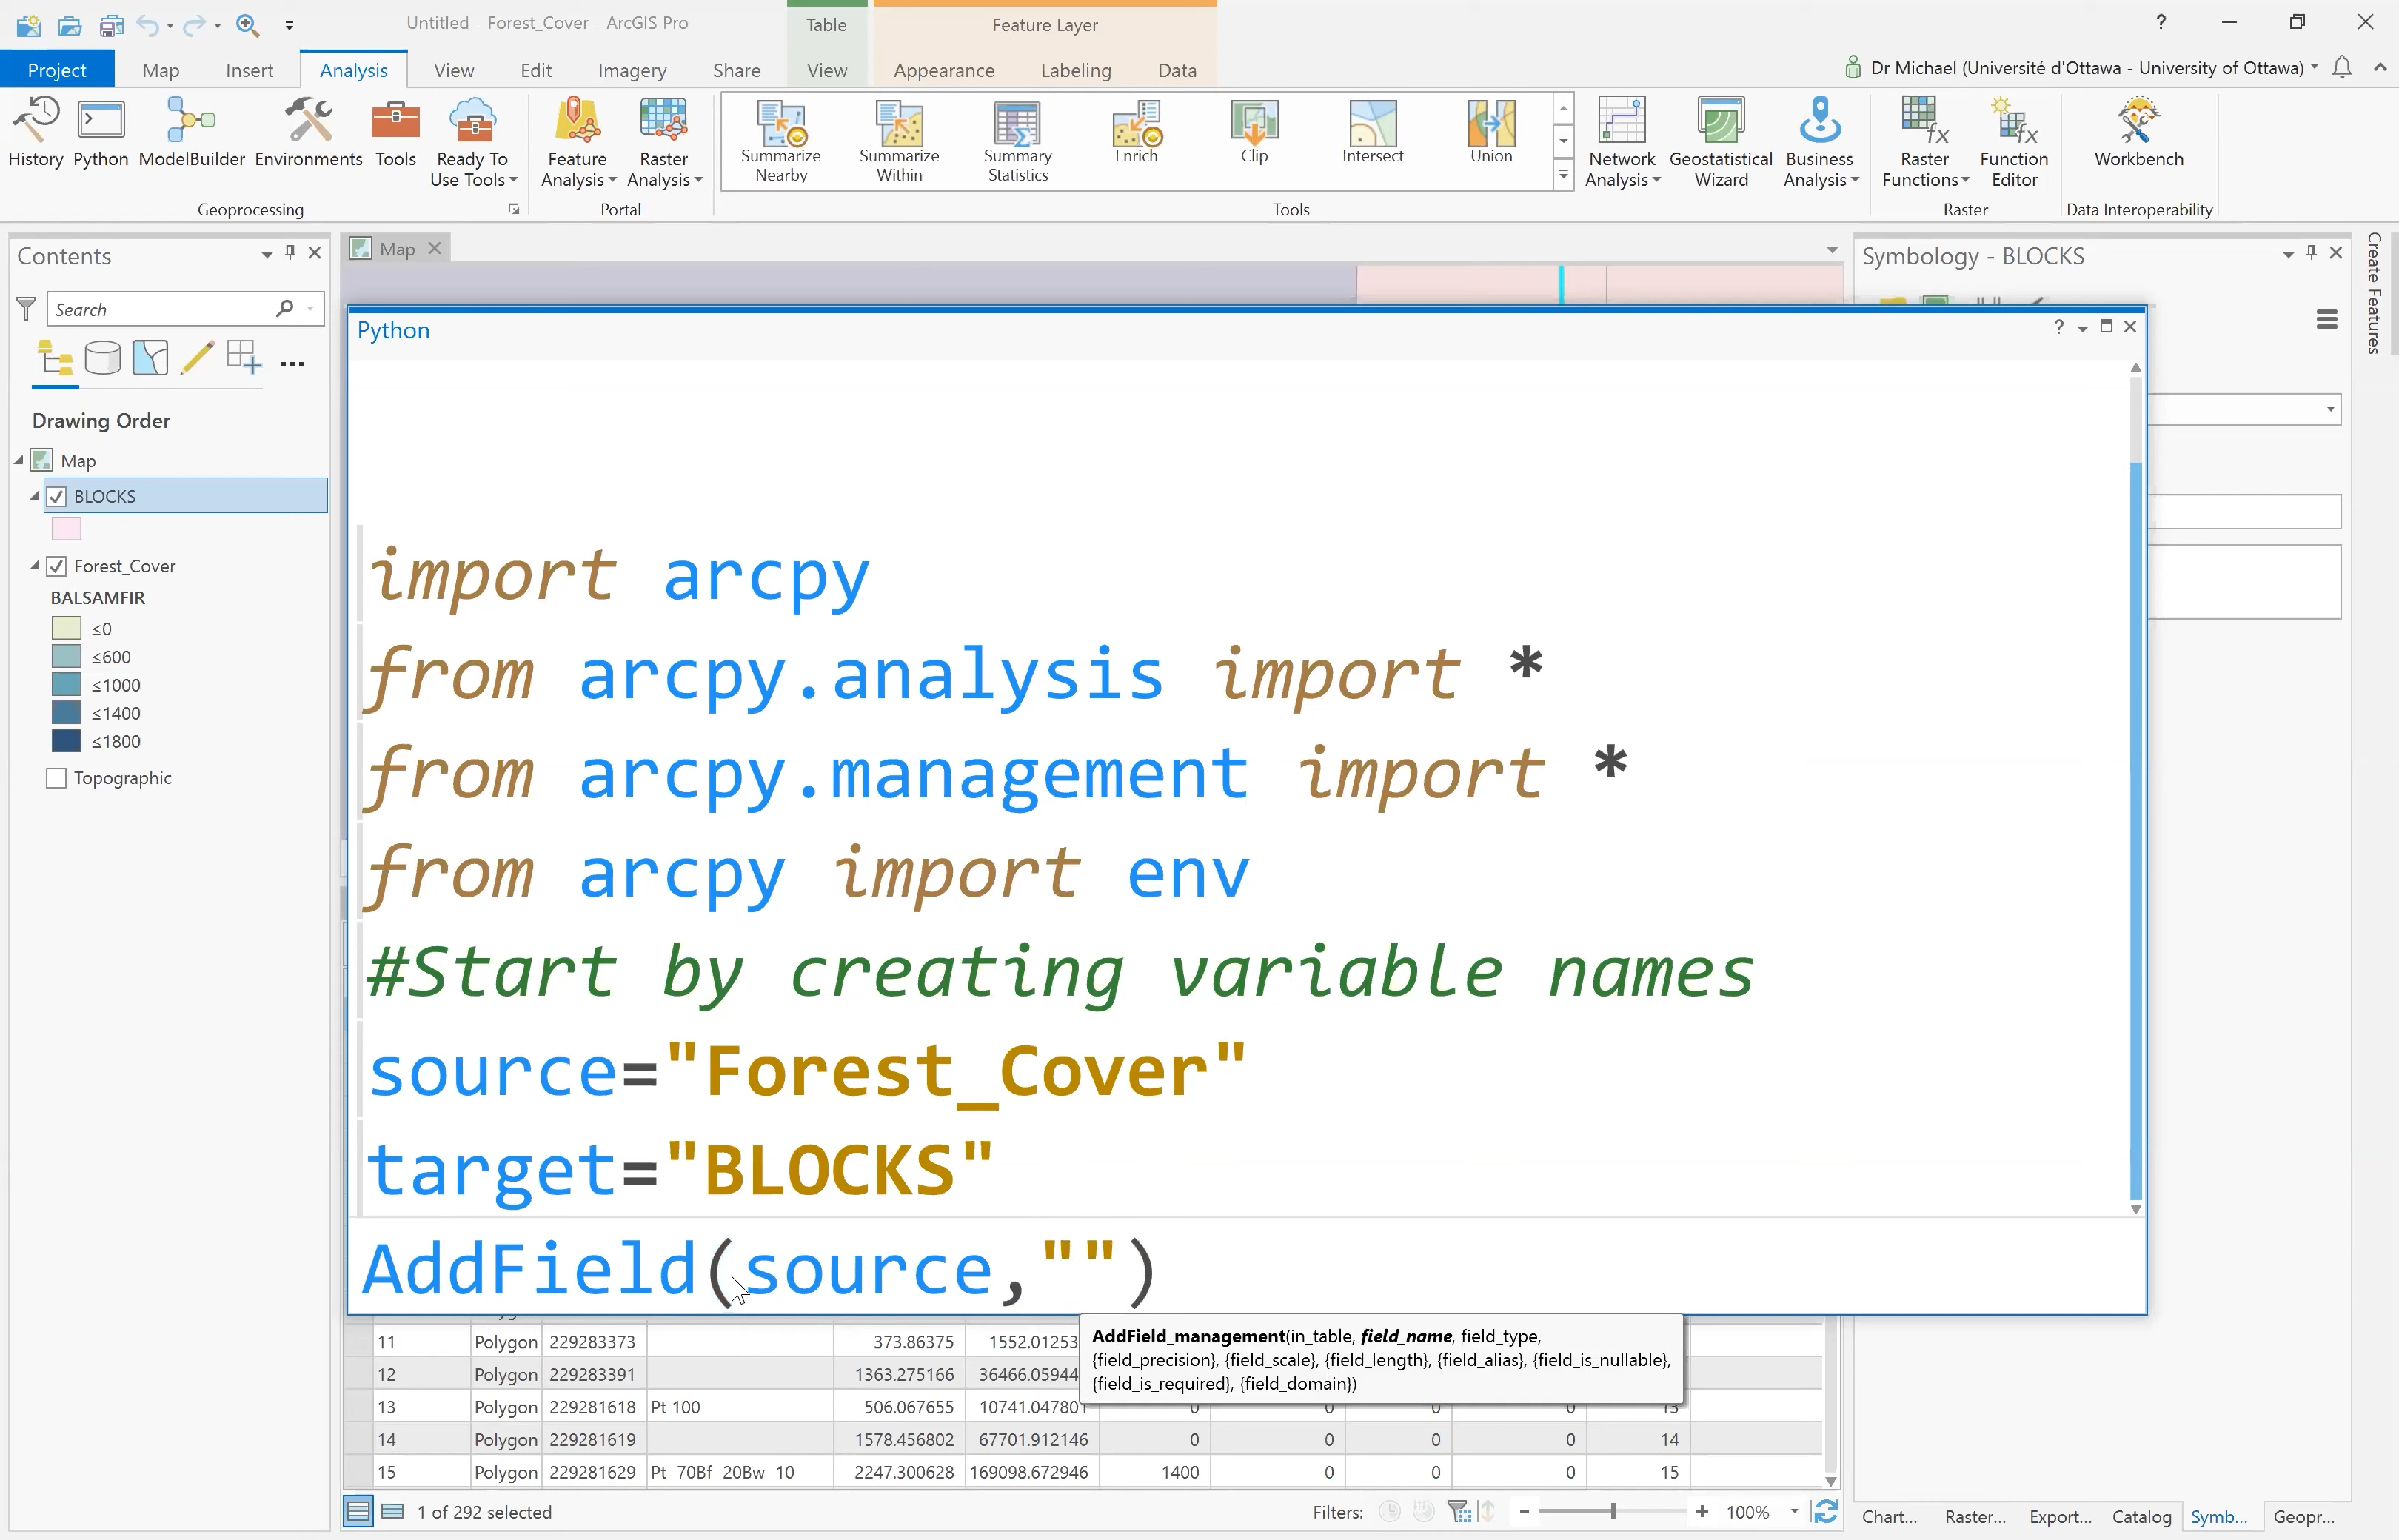 Untitled - Forest_Cover - ArcGIS Pro
Table
Feature Layer
?
Project
Map
Insert
Analysis
View
Edit
Imagery
Share
View
Appearance
Labeling
Data
Dr Michael (Université d'Ottawa - University of Ottawa)
History
Python
ModelBuilder
Environments
Tools
Ready To
Use Tools
Feature
Analysis
Raster
Analysis
Summarize
Nearby
Summarize
Within
Summary
Statistics
Enrich
Clip
Intersect
Union
Network
Analysis
Geostatistical
Wizard
Business
Analysis
Raster
Functions
Function
Editor
Workbench
Geoprocessing
Portal
Tools
Raster
Data Interoperability
Contents
Search
Drawing Order
Map
BLOCKS
Forest_Cover
BALSAMFIR
≤0
≤600
≤1000
≤1400
≤1800
Topographic
Map
Symbology - BLOCKS
Create Features
Python
?
import arcpy
from arcpy.analysis import *
from arcpy.management import *
from arcpy import env
#Start by creating variable names
source="Forest_Cover"
target="BLOCKS"
AddField(source,"")
AddField_management(in_table, field_name, field_type,
{field_precision}, {field_scale}, {field_length}, {field_alias}, {field_is_nullable},
{field_is_required}, {field_domain})
11 Polygon 229283373 373.86375 1552.01253
12 Polygon 229283391 1363.275166 36466.05944
13 Polygon 229281618 Pt 100 506.067655 10741.047801 0 0 0 0 13
14 Polygon 229281619 1578.456802 67701.912146 0 0 0 0 14
15 Polygon 229281629 Pt 70Bf 20Bw 10 2247.300628 169098.672946 1400 0 0 0 15
1 of 292 selected
Filters:
- + 100%
Chart...
Raster...
Export...
Catalog
Symb...
Geopr...